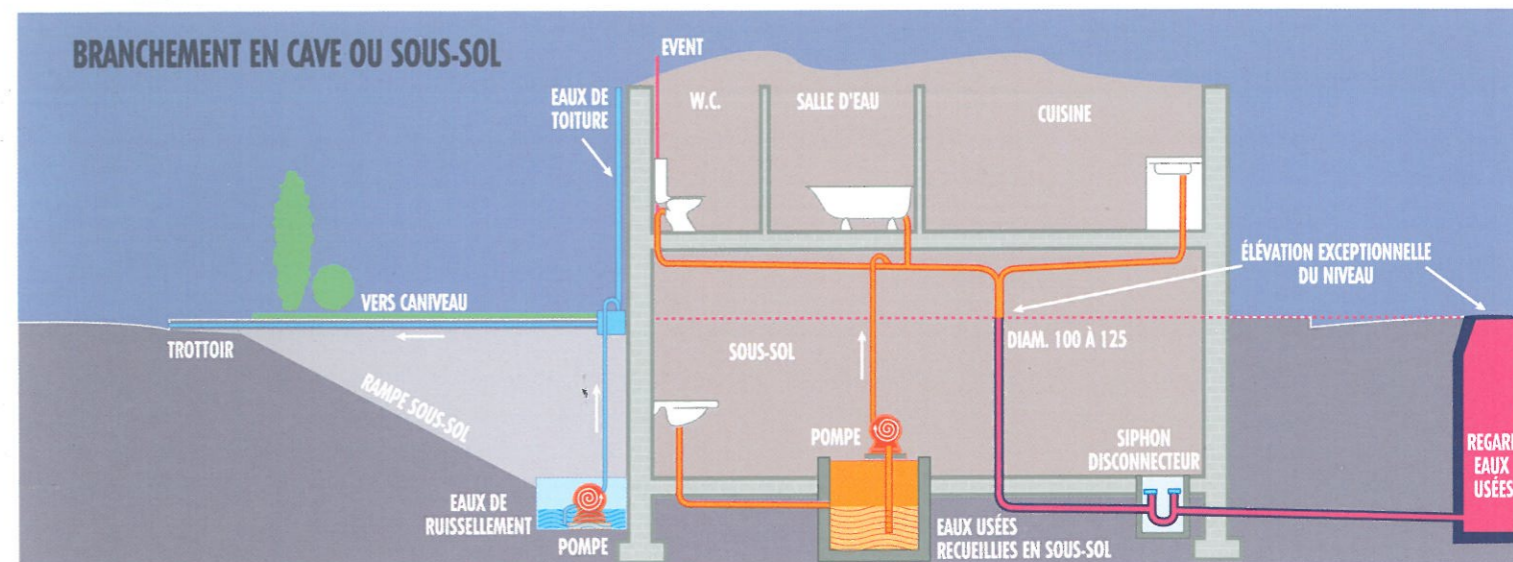 BRANCHEMENT EN CAVE OU SOUS-SOL
EVENT
EAUX DE
TOITURE
W.C.
SALLE D'EAU
CUISINE
ÉLÉVATION EXCEPTIONNELLE
DU NIVEAU
VERS CANIVEAU
TROTTOIR
DIAM. 100 À 125
SOUS-SOL
RAMPE SOUS-SOL
POMPE
SIPHON
DISCONNECTEUR
REGARD
EAUX
USÉES
EAUX DE
RUISSELLEMENT
POMPE
EAUX USÉES
RECUEILLIES EN SOUS-SOL